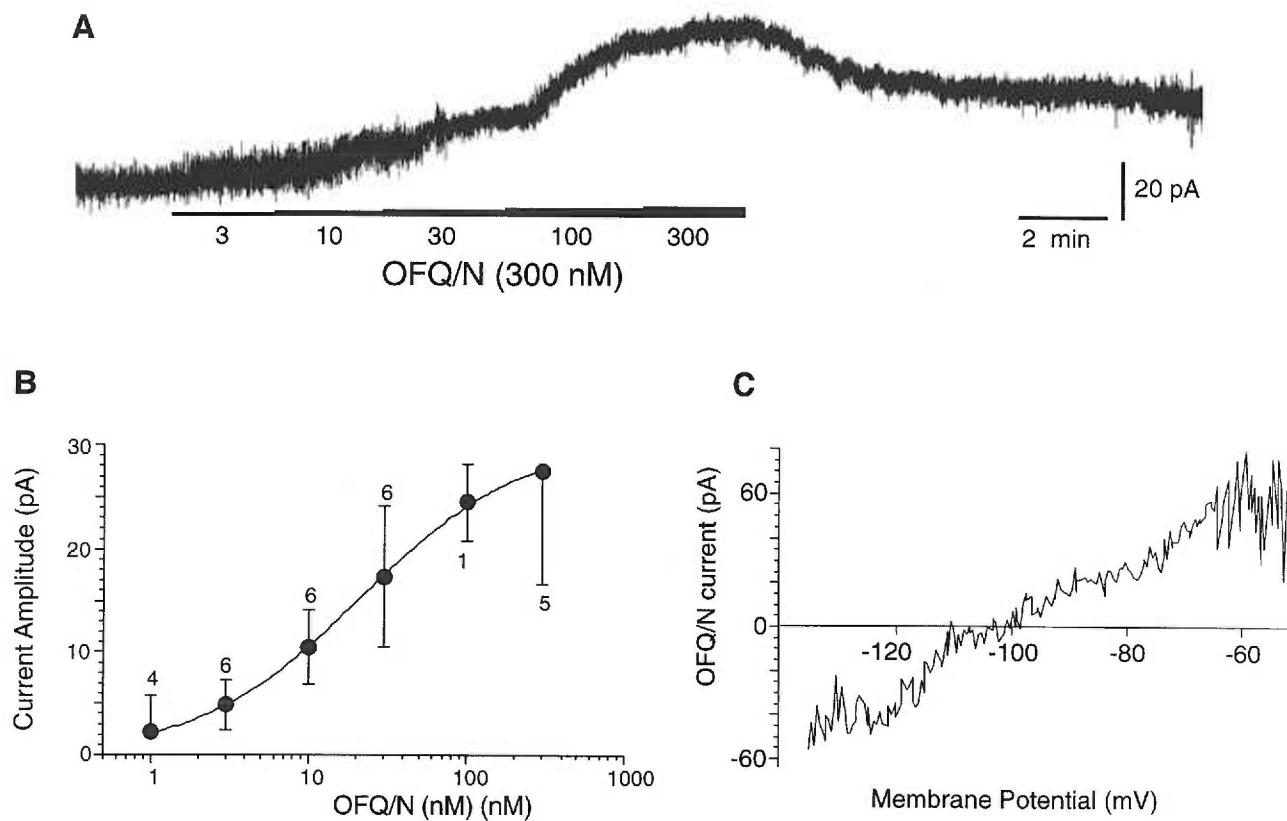 A
20 pA
2 min
3 10 30 100 300
OFQ/N (300 nM)
B
Current Amplitude (pA)
30
20
10
0
4
6
6
6
1
5
1 10 100 1000
OFQ/N (nM) (nM)
C
OFQ/N current (pA)
60
0
-60
-120 -100 -80 -60
Membrane Potential (mV)